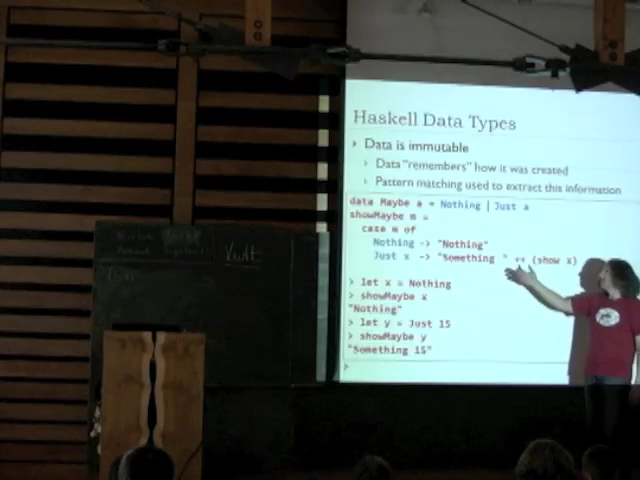 Haskell Data Types
Data is immutable
Data "remembers" how it was created
Pattern matching used to extract this information
data Maybe a = Nothing | Just a
showMaybe m =
case m of
Nothing -> "Nothing"
Just x -> "Something " ++ (show x)
> let x = Nothing
> showMaybe x
"Nothing"
> let y = Just 15
> showMaybe y
"Something 15"
Vault